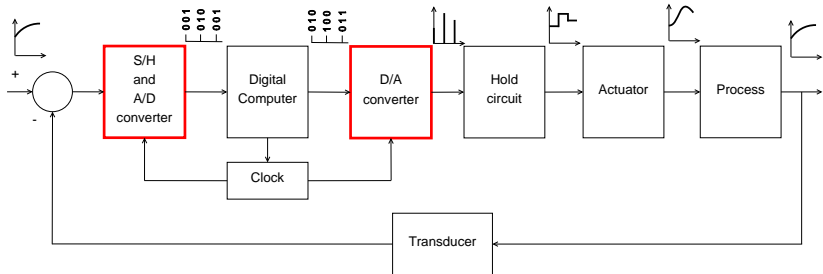 001
010
001
010
100
011
+
-
S/H
and
A/D
converter
Digital
Computer
D/A
converter
Hold
circuit
Actuator
Process
Clock
Transducer